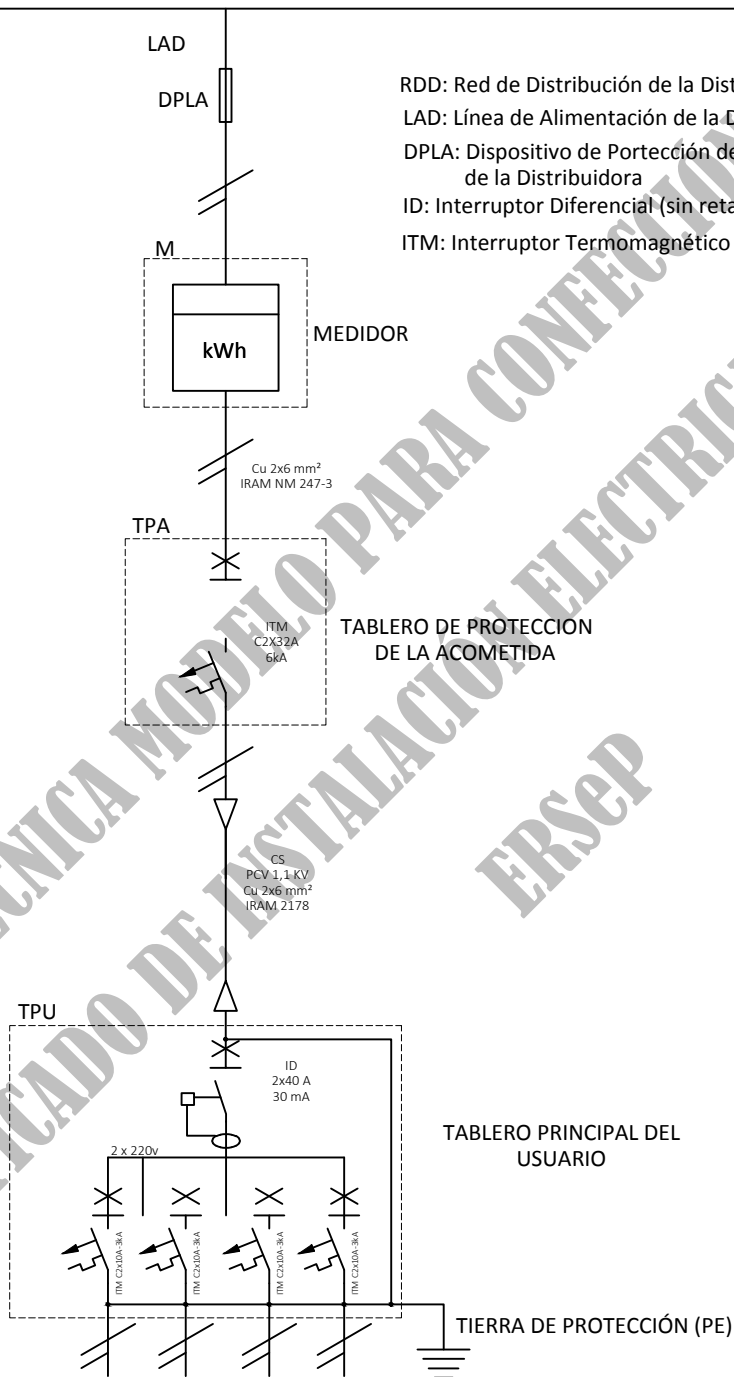 LAD
DPLA
RDD: Red de Distribución de la
LAD: Línea de Alimentación de la
DPLA: Dispositivo de Portección
de la Distribuidora
ID: Interruptor Diferencial (sin
ITM: Interruptor Termomagnético
M
kWh
MEDIDOR
Cu 2x6 mm²
IRAM NM 247-3
TPA
ITM
C2X32A
6kA
TABLERO DE PROTECCION
DE LA ACOMETIDA
CS
PCV 1,1 KV
Cu 2x6 mm²
IRAM 2178
TPU
ID
2x40 A
30 mA
2 x 220v
TABLERO PRINCIPAL DEL
USUARIO
ITM C2x10A-3kA
ITM C2x10A-3kA
ITM C2x10A-3kA
ITM C2x10A-3kA
TIERRA DE PROTECCIÓN (PE)
MODELO PARA CONFECCIÓN
DE INSTALACIÓN
ERSeP